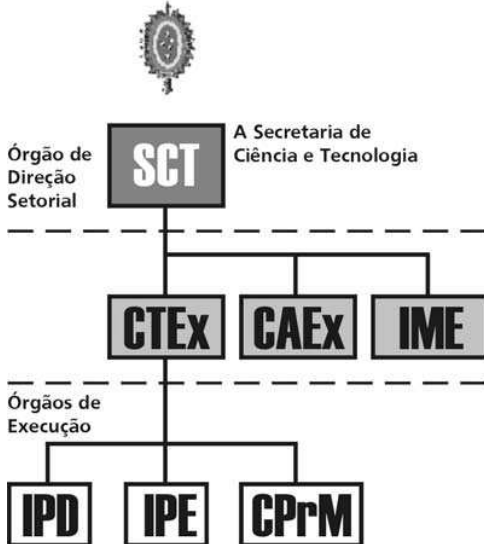 Órgão de
Direção
Setorial
SCT
A Secretaria de
Ciência e Tecnologia
CTEx CAEx IME
Órgãos de
Execução
IPD IPE CPrM